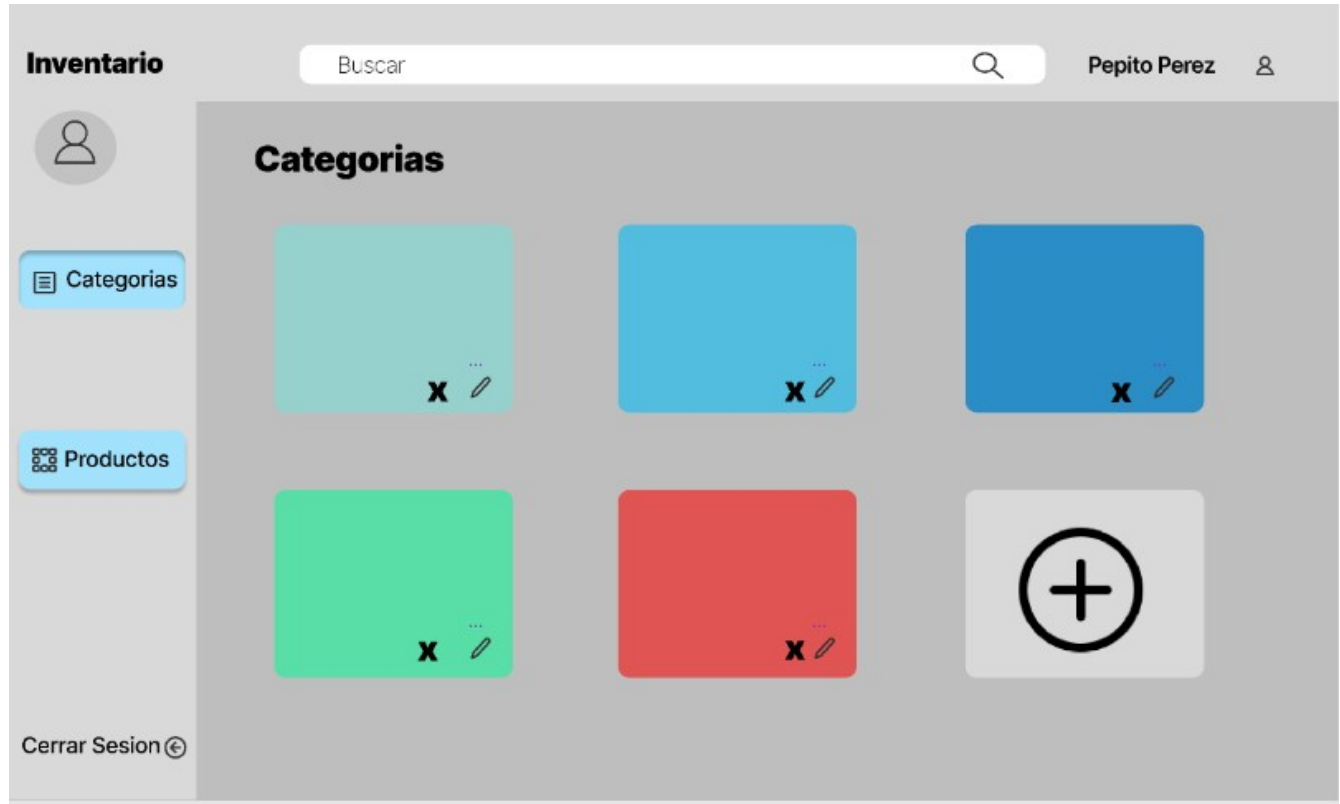 Inventario
Buscar
Pepito Perez
Categorias
Categorias
...
X
...
X
...
X
Productos
...
X
...
X
Cerrar Sesion